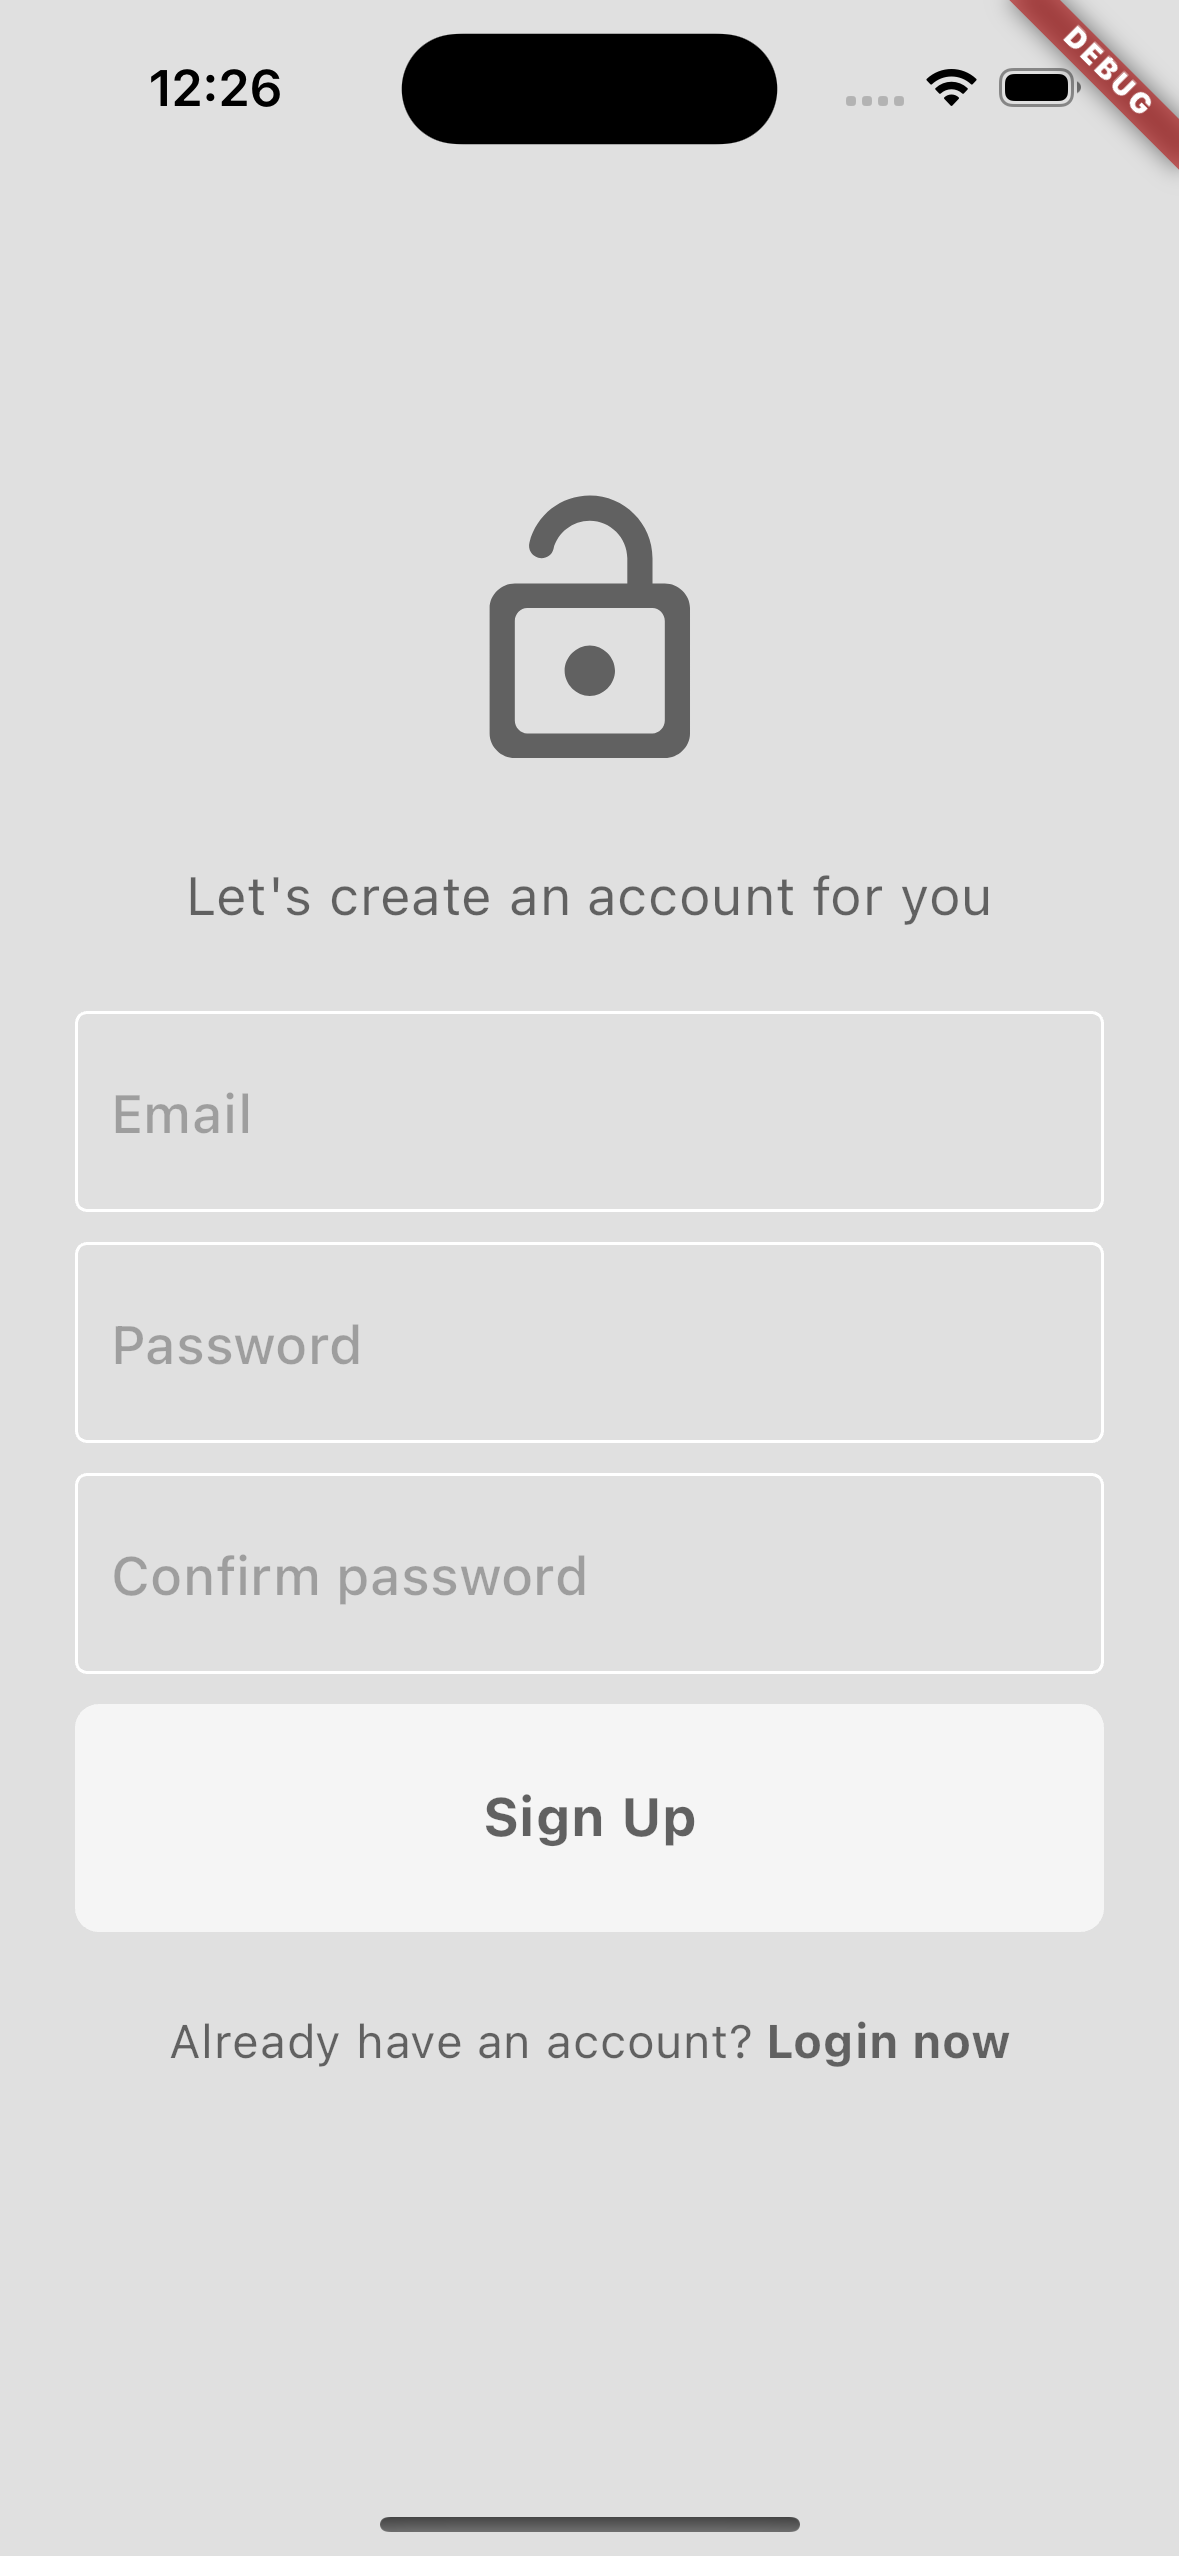 12:26
DEBUG
Let's create an account for you
Email
Password
Confirm password
Sign Up
Already have an account? Login now